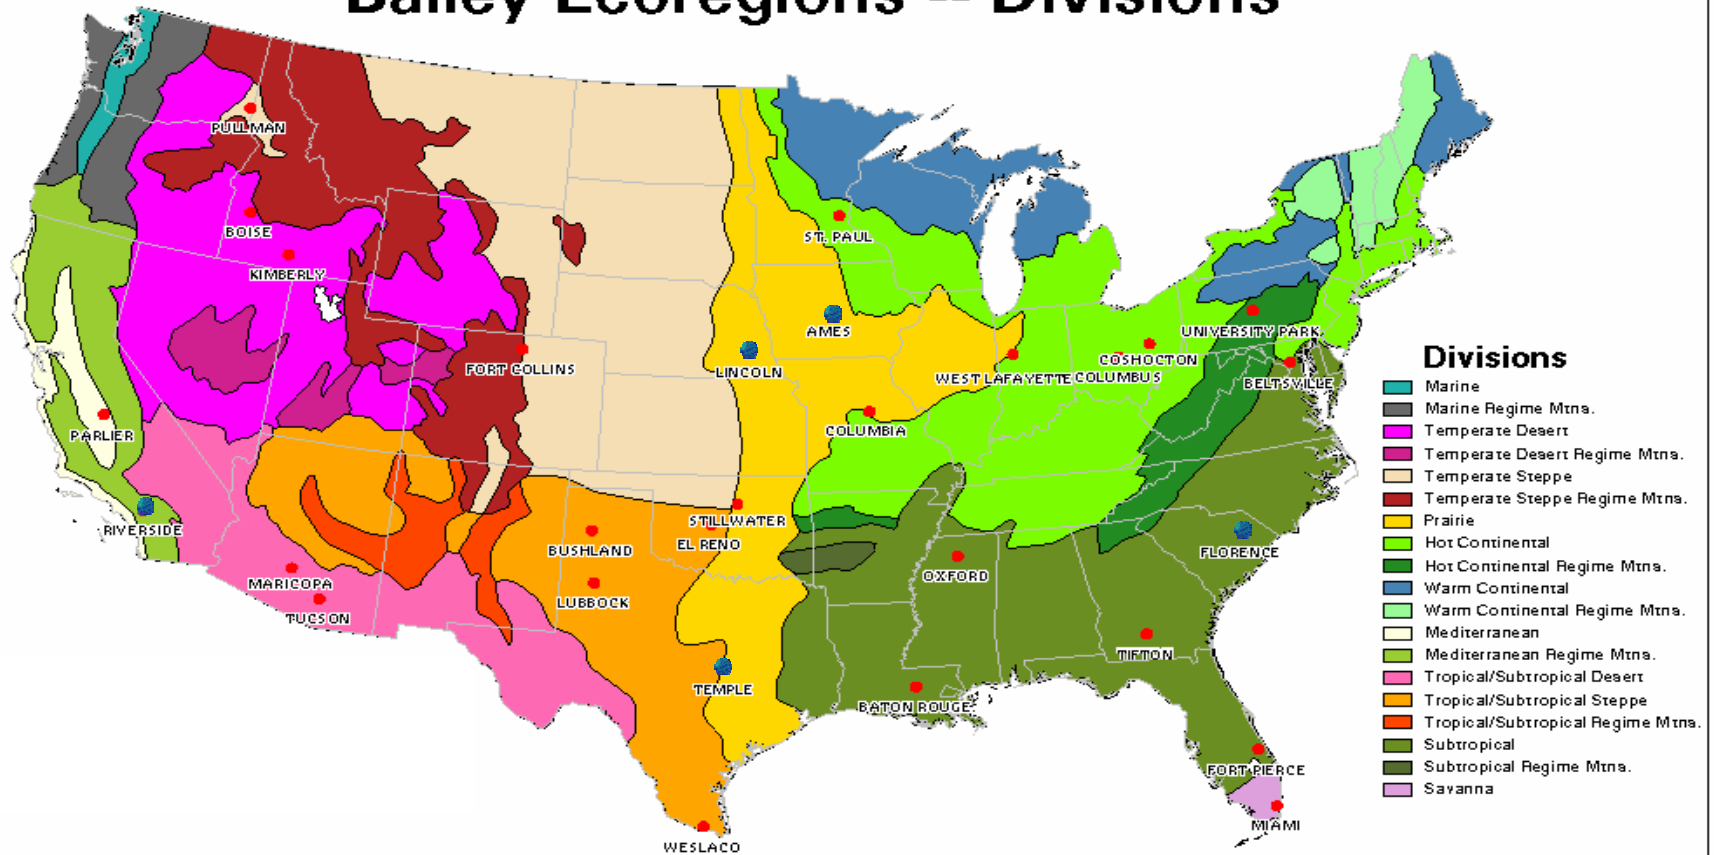 Bailey Ecoregions -- Divisions
PULLMAN
BOISE
KIMBERLY
ST. PAUL
AMES
LINCOLN
FORT COLLINS
UNIVERSITY PARK
COSHOCTON
WEST LAFAYETTE COLUMBUS
BELTSVILLE
PARLIER
COLUMBIA
RIVERSIDE
STILLWATER
EL RENO
BUSHLAND
FLORENCE
MARICOPA
OXFORD
LUBBOCK
TUCSON
TIFTON
TEMPLE
BATON ROUGE
FORT PIERCE
MIAMI
WESLACO
Divisions
Marine
Marine Regime Mtns.
Temperate Desert
Temperate Desert Regime Mtns.
Temperate Steppe
Temperate Steppe Regime Mtns.
Prairie
Hot Continental
Hot Continental Regime Mtns.
Warm Continental
Warm Continental Regime Mtns.
Mediterranean
Mediterranean Regime Mtns.
Tropical/Subtropical Desert
Tropical/Subtropical Steppe
Tropical/Subtropical Regime Mtns.
Subtropical
Subtropical Regime Mtns.
Savanna